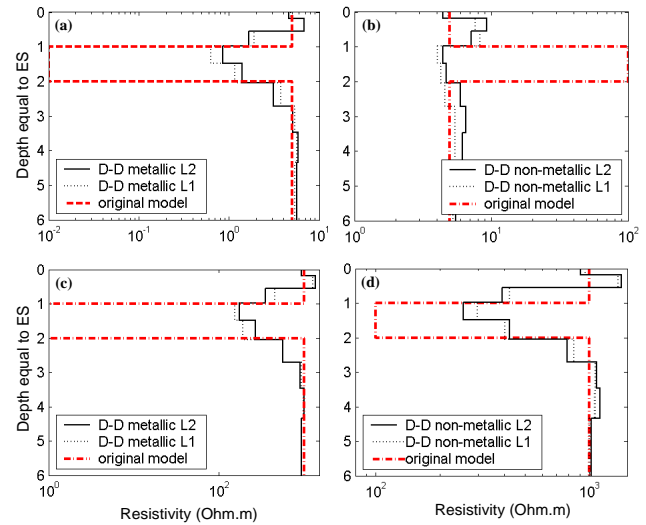 (a)
Depth equal to ES
0
1
2
3
4
5
6
D-D metallic L2
D-D metallic L1
original model
10^-2
10^-1
10^0
10^1
(b)
0
1
2
3
4
5
6
D-D non-metallic L2
D-D non-metallic L1
original model
10^0
10^1
10^2
(c)
Depth equal to ES
0
1
2
3
4
5
6
D-D metallic L2
D-D metallic L1
original model
10^0
10^2
Resistivity (Ohm.m)
(d)
0
1
2
3
4
5
6
D-D non-metallic L2
D-D non-metallic L1
original model
10^2
10^3
Resistivity (Ohm.m)